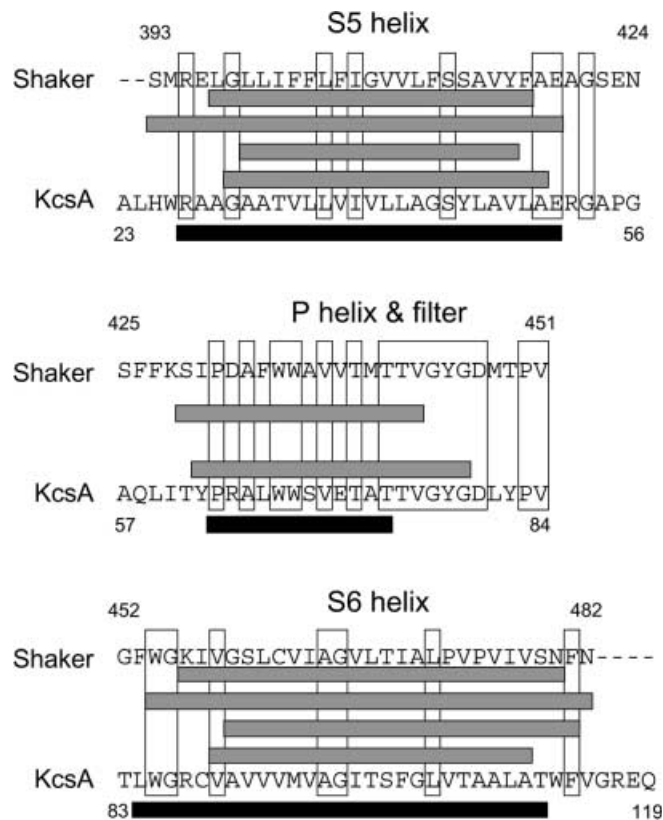 S5 helix
393 424
Shaker --SMRELGLLIFFLFIGVVLFSSAVYFAEAGSEN
KcsA ALHWRAAGAATVLLVIVLLAGSYLAVLAERGAPG
23 56
P helix & filter
425 451
Shaker SFFKSIPDAFWWAVVTMTTVGYGDMTPV
KcsA AQLITYPRALWWSVETATTVGYGDLYPV
57 84
S6 helix
452 482
Shaker GFWGKIVGSLCVIAGVLTIALPVPVIVSNFN----
KcsA TLWGRCVAVVVMVAGITSFGLVTAALATWFVGREQ
83 119